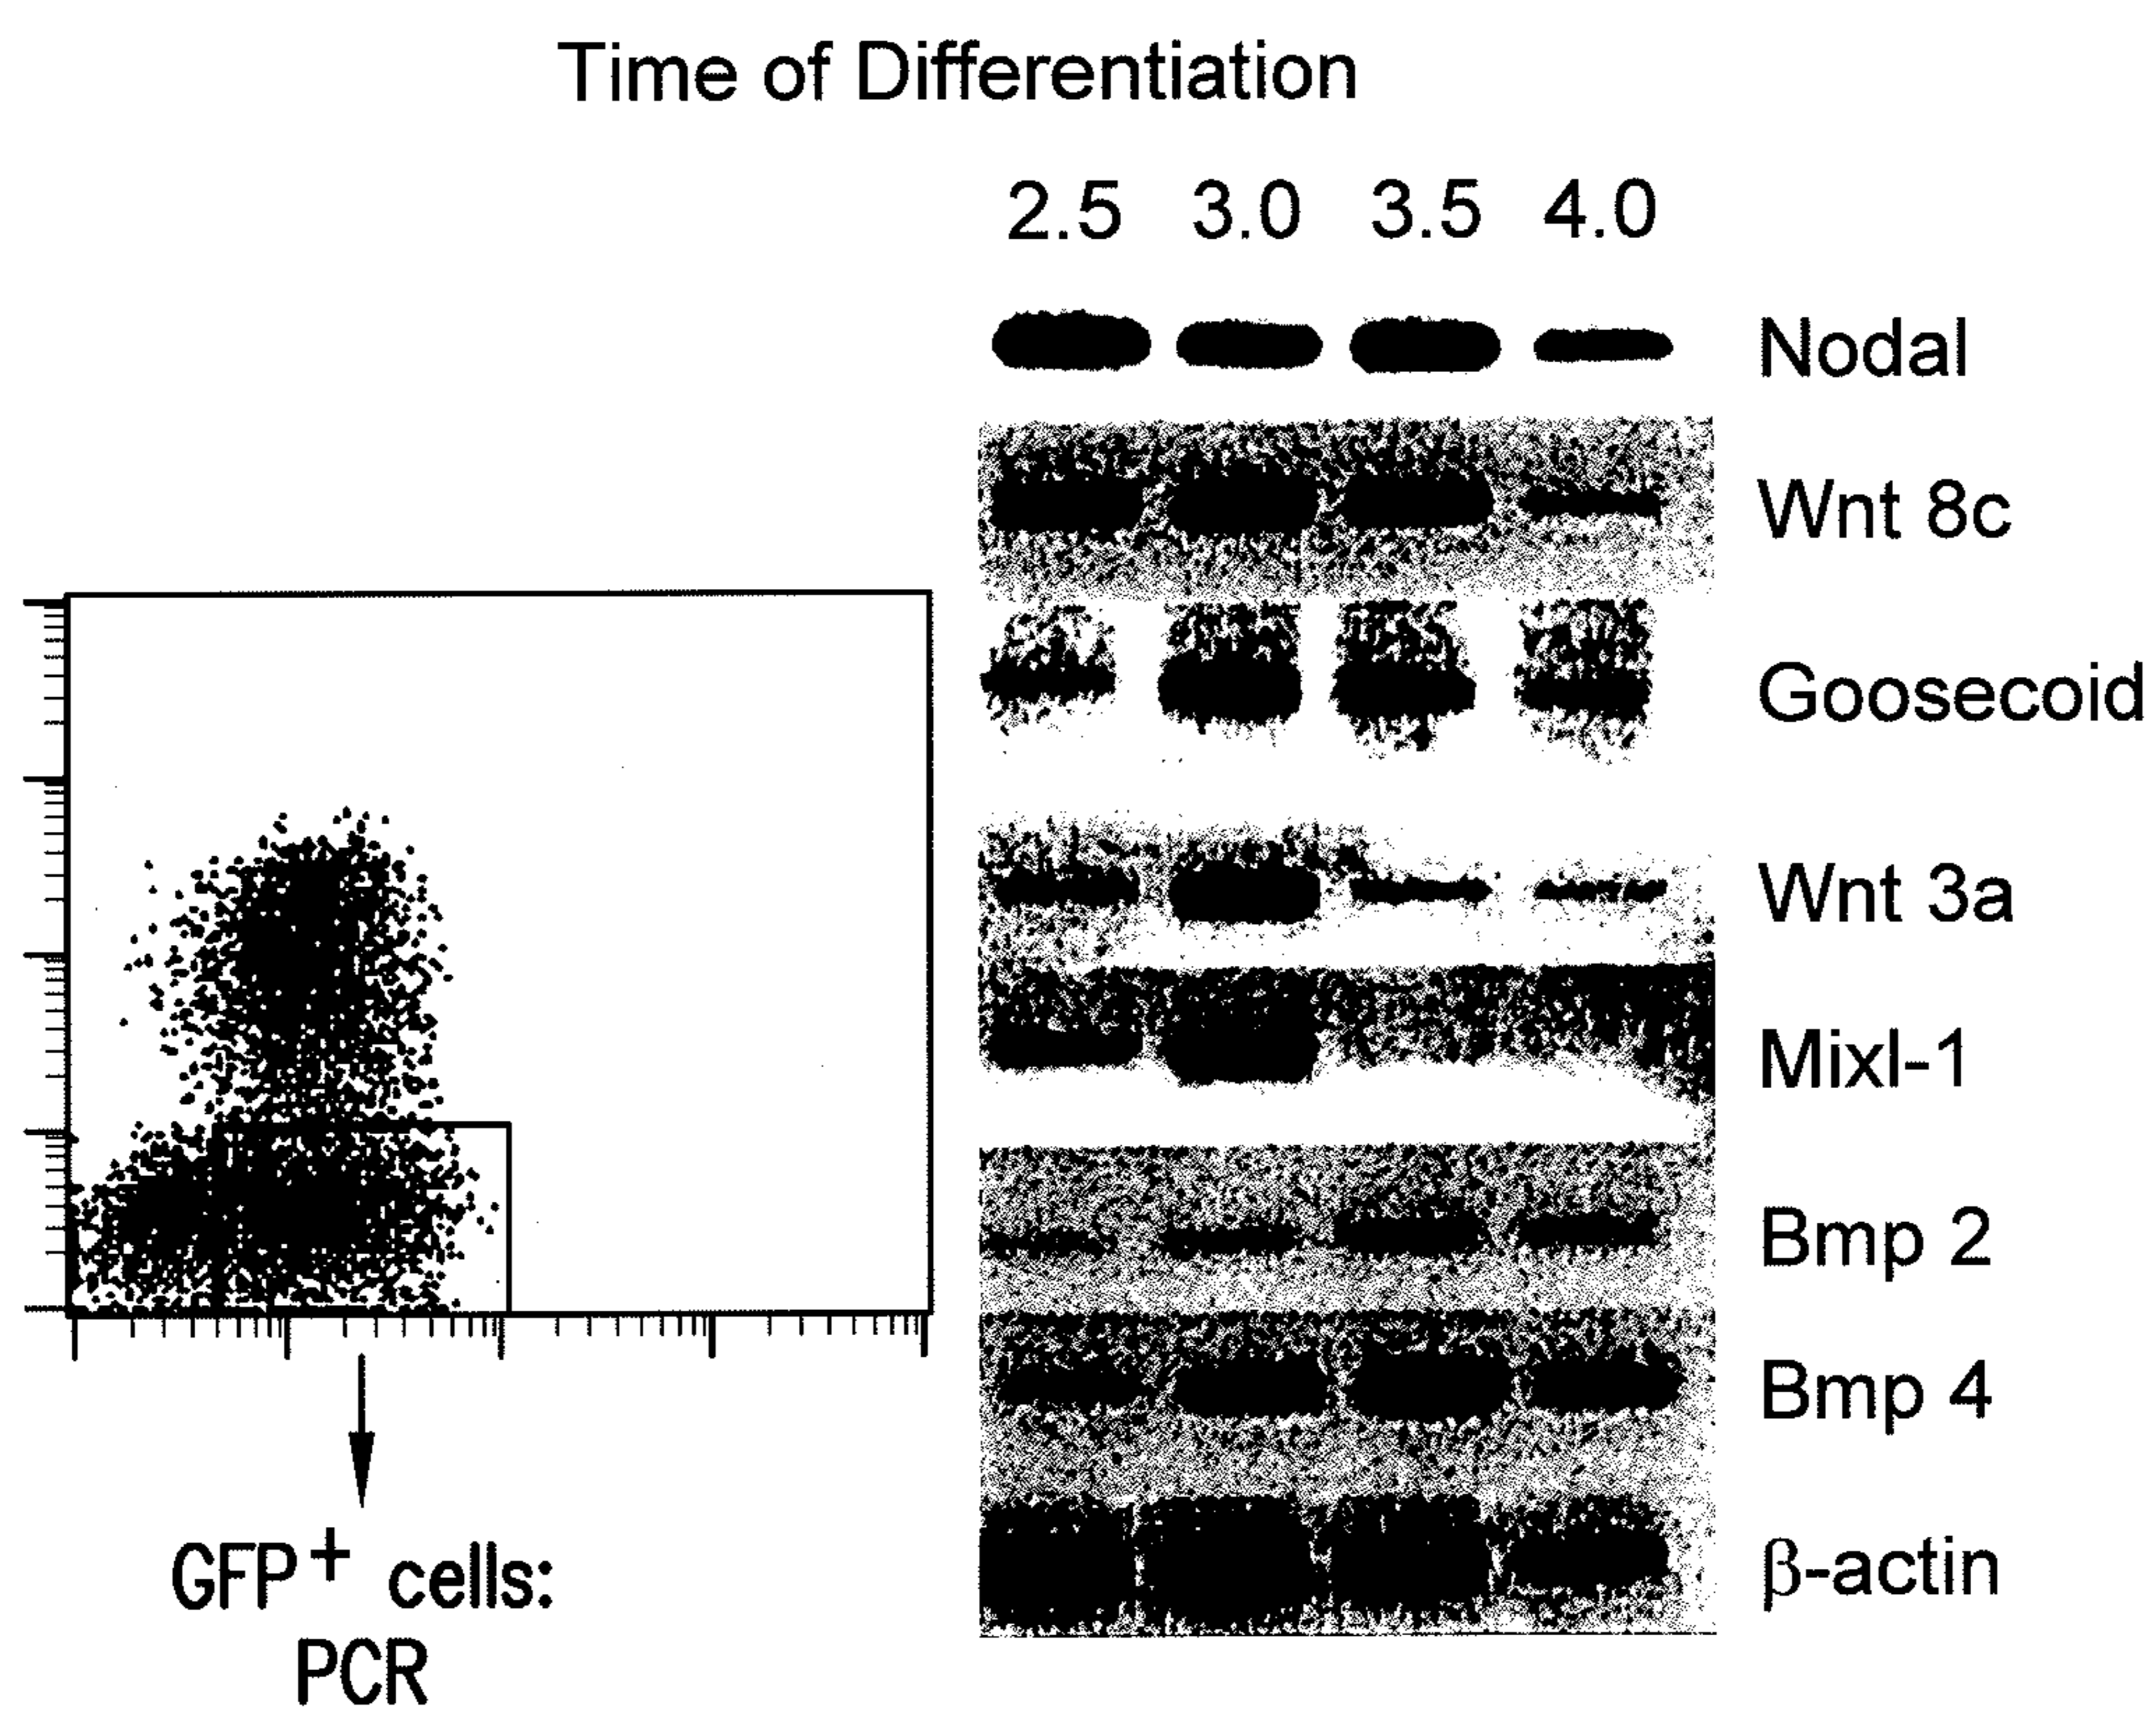 Time of Differentiation
2.5 3.0 3.5 4.0
Nodal
Wnt 8c
Goosecoid
Wnt 3a
Mixl-1
Bmp 2
Bmp 4
β-actin
GFP+ cells:
PCR